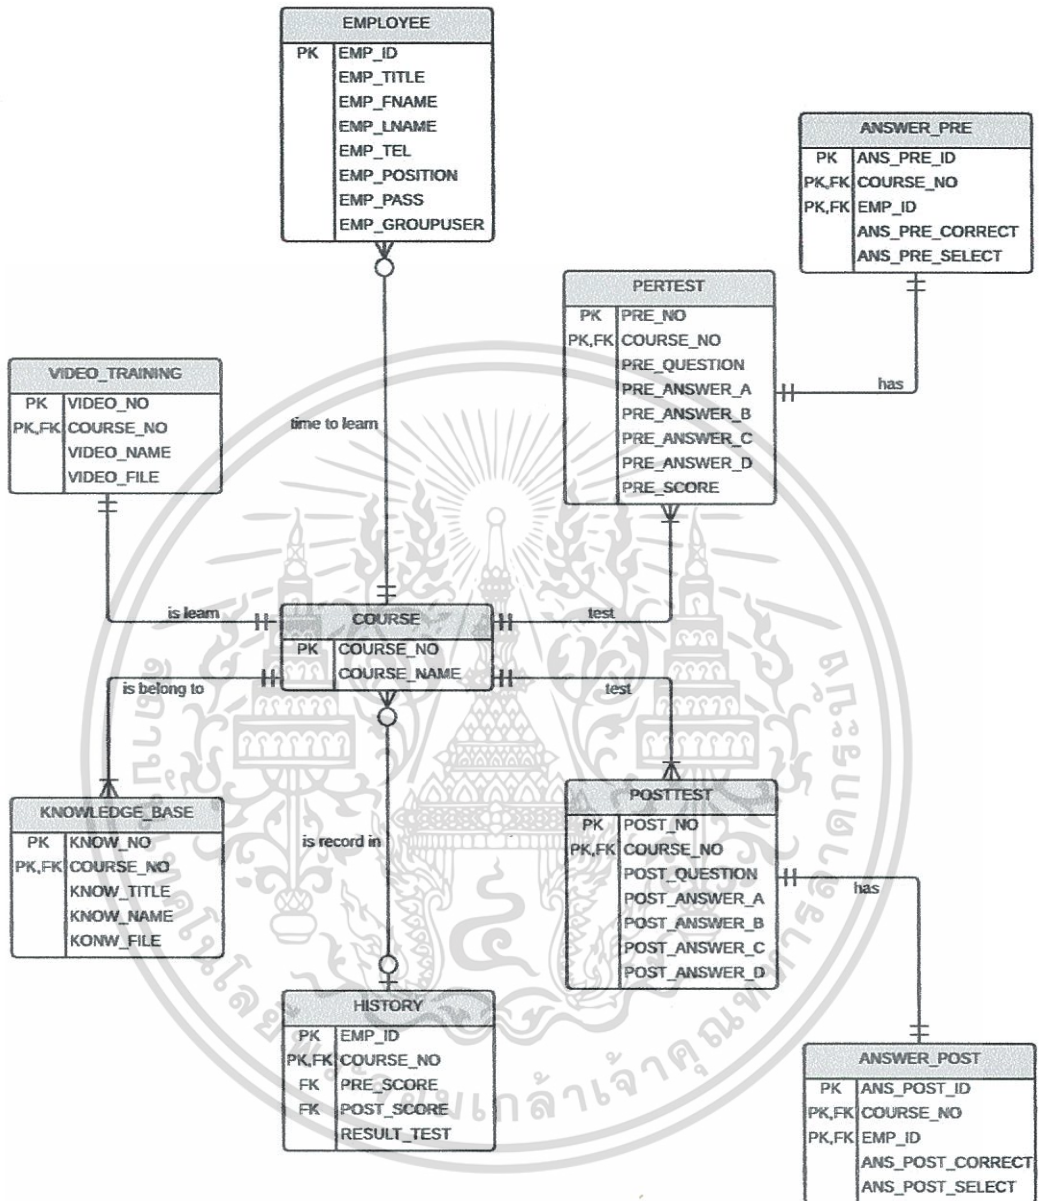 EMPLOYEE
PK EMP_ID
EMP_TITLE
EMP_FNAME
EMP_LNAME
EMP_TEL
EMP_POSITION
EMP_PASS
EMP_GROUPUSER
ANSWER_PRE
PK ANS_PRE_ID
PK,FK COURSE_NO
PK,FK EMP_ID
ANS_PRE_CORRECT
ANS_PRE_SELECT
PERTEST
PK PRE_NO
PK,FK COURSE_NO
PRE_QUESTION
PRE_ANSWER_A
PRE_ANSWER_B
PRE_ANSWER_C
PRE_ANSWER_D
PRE_SCORE
has
VIDEO_TRAINING
PK VIDEO_NO
PK,FK COURSE_NO
VIDEO_NAME
VIDEO_FILE
time to learn
is learn
COURSE
PK COURSE_NO
COURSE_NAME
test
is belong to
test
KNOWLEDGE_BASE
PK KNOW_NO
PK,FK COURSE_NO
KNOW_TITLE
KNOW_NAME
KONW_FILE
is record in
POSTTEST
PK POST_NO
PK,FK COURSE_NO
POST_QUESTION
POST_ANSWER_A
POST_ANSWER_B
POST_ANSWER_C
POST_ANSWER_D
has
HISTORY
PK EMP_ID
PK,FK COURSE_NO
FK PRE_SCORE
FK POST_SCORE
RESULT_TEST
ANSWER_POST
PK ANS_POST_ID
PK,FK COURSE_NO
PK,FK EMP_ID
ANS_POST_CORRECT
ANS_POST_SELECT